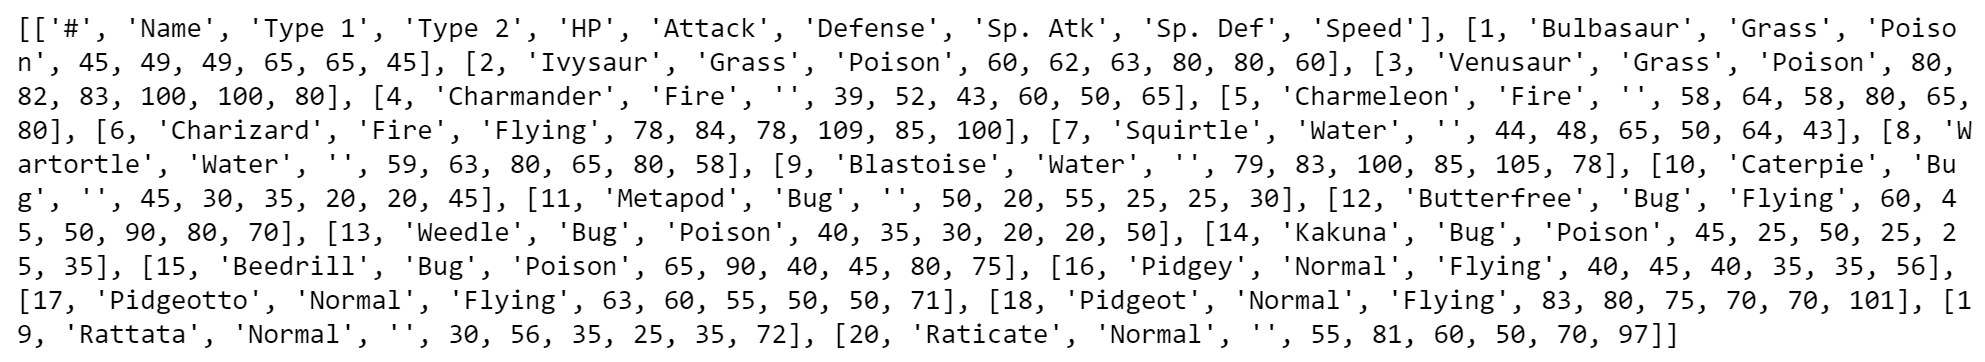 [['#', 'Name', 'Type 1', 'Type 2', 'HP', 'Attack', 'Defense', 'Sp. Atk', 'Sp. Def', 'Speed'], [1, 'Bulbasaur', 'Grass', 'Poiso
n', 45, 49, 49, 65, 65, 45], [2, 'Ivysaur', 'Grass', 'Poison', 60, 62, 63, 80, 80, 60], [3, 'Venusaur', 'Grass', 'Poison', 80,
82, 83, 100, 100, 80], [4, 'Charmander', 'Fire', '', 39, 52, 43, 60, 50, 65], [5, 'Charmeleon', 'Fire', '', 58, 64, 58, 80, 65,
80], [6, 'Charizard', 'Fire', 'Flying', 78, 84, 78, 109, 85, 100], [7, 'Squirtle', 'Water', '', 44, 48, 65, 50, 64, 43], [8, 'W
artortle', 'Water', '', 59, 63, 80, 65, 80, 58], [9, 'Blastoise', 'Water', '', 79, 83, 100, 85, 105, 78], [10, 'Caterpie', 'Bu
g', '', 45, 30, 35, 20, 20, 45], [11, 'Metapod', 'Bug', '', 50, 20, 55, 25, 25, 30], [12, 'Butterfree', 'Bug', 'Flying', 60, 4
5, 50, 90, 80, 70], [13, 'Weedle', 'Bug', 'Poison', 40, 35, 30, 20, 20, 50], [14, 'Kakuna', 'Bug', 'Poison', 45, 25, 50, 25, 2
5, 35], [15, 'Beedrill', 'Bug', 'Poison', 65, 90, 40, 45, 80, 75], [16, 'Pidgey', 'Normal', 'Flying', 40, 45, 40, 35, 35, 56],
[17, 'Pidgeotto', 'Normal', 'Flying', 63, 60, 55, 50, 50, 71], [18, 'Pidgeot', 'Normal', 'Flying', 83, 80, 75, 70, 70, 101], [1
9, 'Rattata', 'Normal', '', 30, 56, 35, 25, 35, 72], [20, 'Raticate', 'Normal', '', 55, 81, 60, 50, 70, 97]]